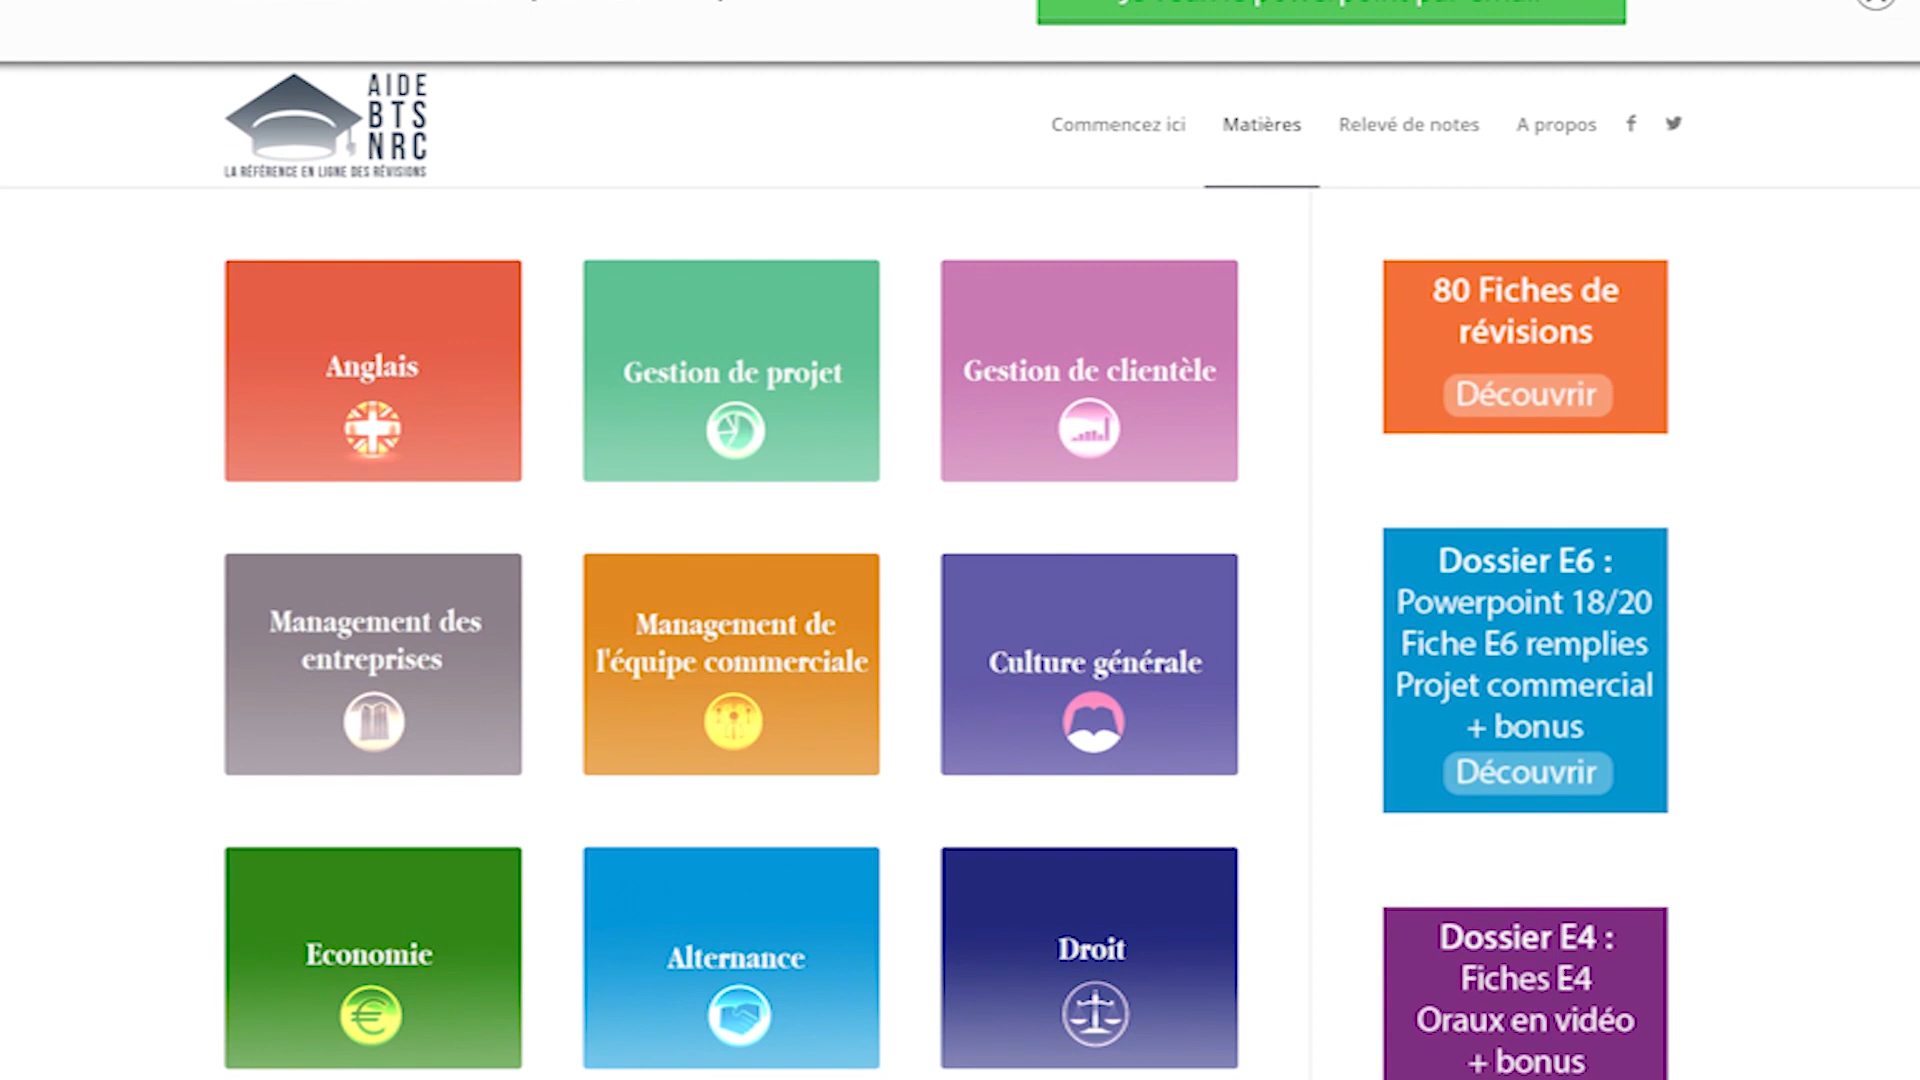 AIDE
BTS
NRC
LA RÉFÉRENCE EN LIGNE DES RÉVISIONS
Commencez ici
Matières
Relevé de notes
A propos
Anglais
Gestion de projet
Gestion de clientèle
Management des
entreprises
Management de
l'équipe commerciale
Culture générale
Economie
Alternance
Droit
80 Fiches de
révisions
Découvrir
Dossier E6 :
Powerpoint 18/20
Fiche E6 remplies
Projet commercial
+ bonus
Découvrir
Dossier E4 :
Fiches E4
Oraux en vidéo
+ bonus